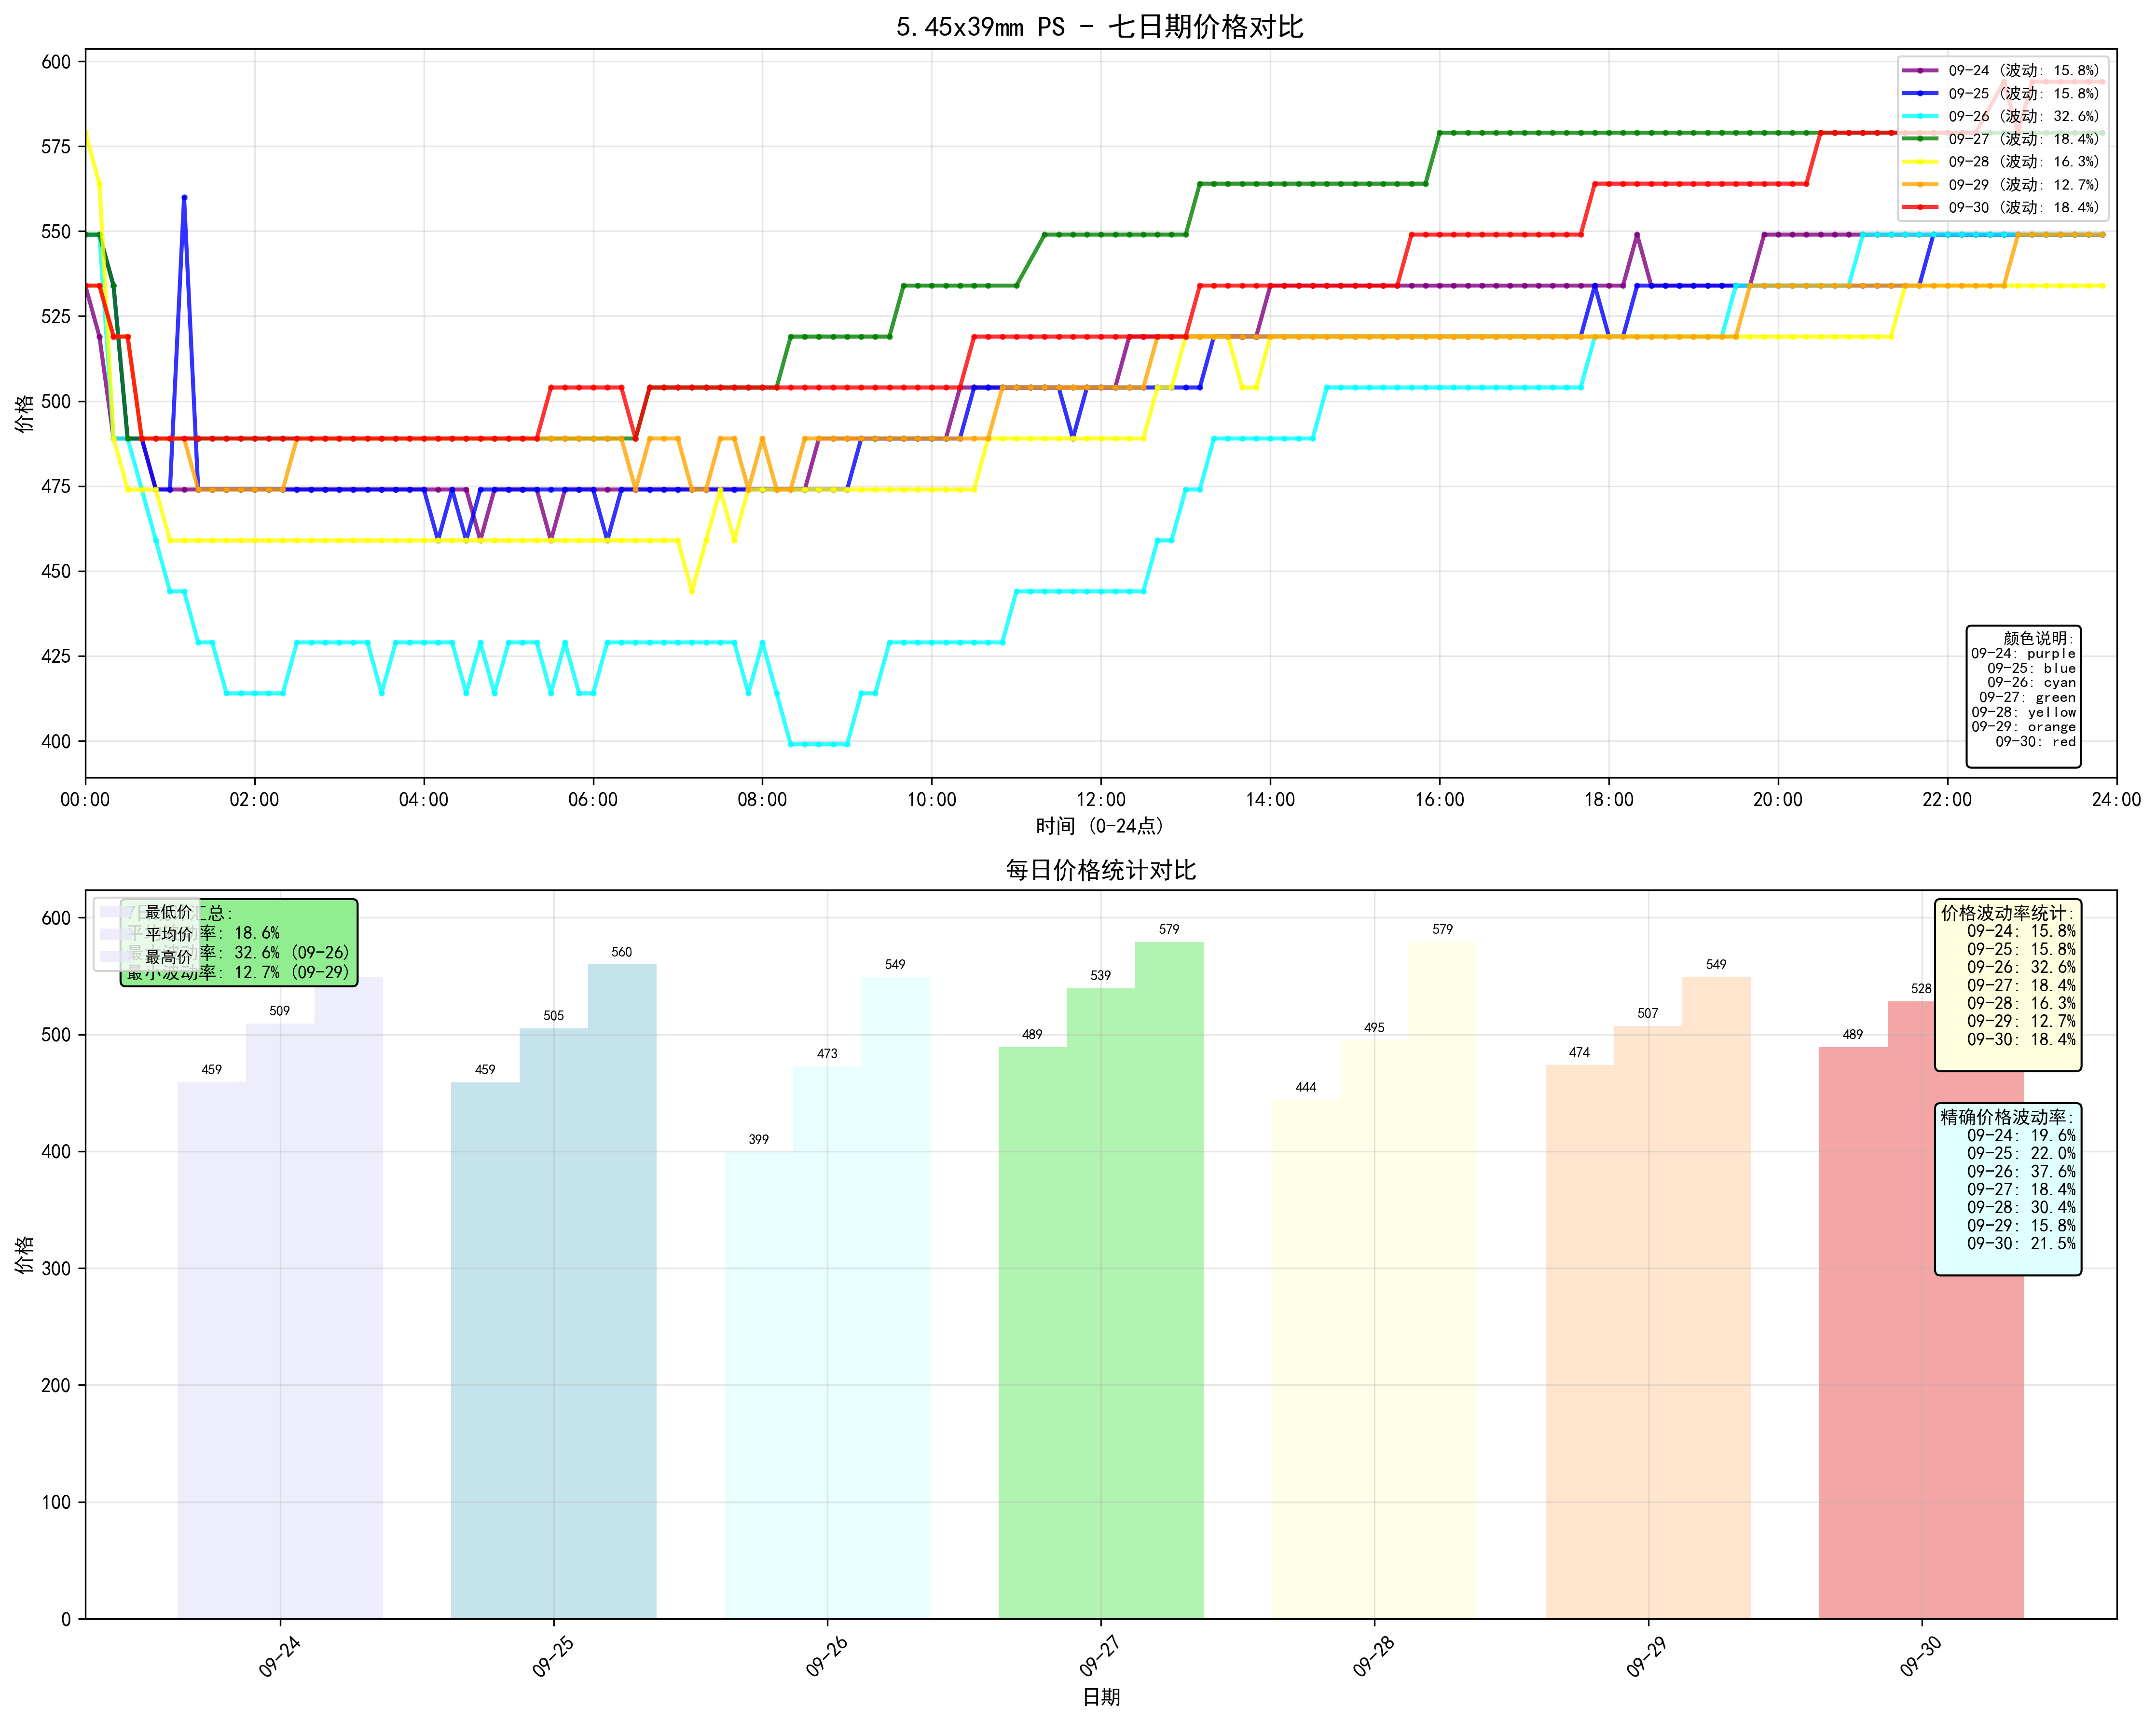 5.45x39mm PS - 七日期价格对比
600
575
550
525
500
475
450
425
400
价格
09-24 (波动: 15.8%)
09-25 (波动: 15.8%)
09-26 (波动: 32.6%)
09-27 (波动: 18.4%)
09-28 (波动: 16.3%)
09-29 (波动: 12.7%)
09-30 (波动: 18.4%)
颜色说明:
09-24: purple
09-25: blue
09-26: cyan
09-27: green
09-28: yellow
09-29: orange
09-30: red
00:00 02:00 04:00 06:00 08:00 10:00 12:00 14:00 16:00 18:00 20:00 22:00 24:00
时间 (0-24点)
每日价格统计对比
600
500
400
300
200
100
0
价格
最低价
平均价
最高价
汇总:
率: 18.6%
率: 32.6% (09-26)
最小波动率: 12.7% (09-29)
价格波动率统计:
09-24: 15.8%
09-25: 15.8%
09-26: 32.6%
09-27: 18.4%
09-28: 16.3%
09-29: 12.7%
09-30: 18.4%
精确价格波动率:
09-24: 19.6%
09-25: 22.0%
09-26: 37.6%
09-27: 18.4%
09-28: 30.4%
09-29: 15.8%
09-30: 21.5%
459 509
459 505 560
399 473 549
489 539 579
444 495 579
474 507 549
489 528
09-24 09-25 09-26 09-27 09-28 09-29 09-30
日期